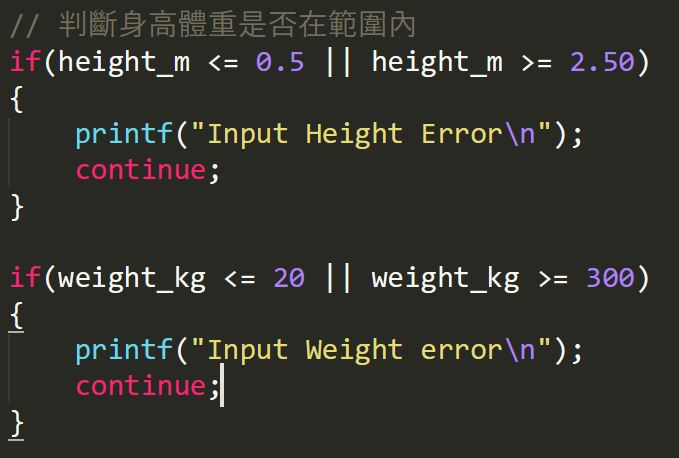 // 判斷身高體重是否在範圍內
if(height_m <= 0.5 || height_m >= 2.50)
{
    printf("Input Height Error\n");
    continue;
}

if(weight_kg <= 20 || weight_kg >= 300)
{
    printf("Input Weight error\n");
    continue;
}